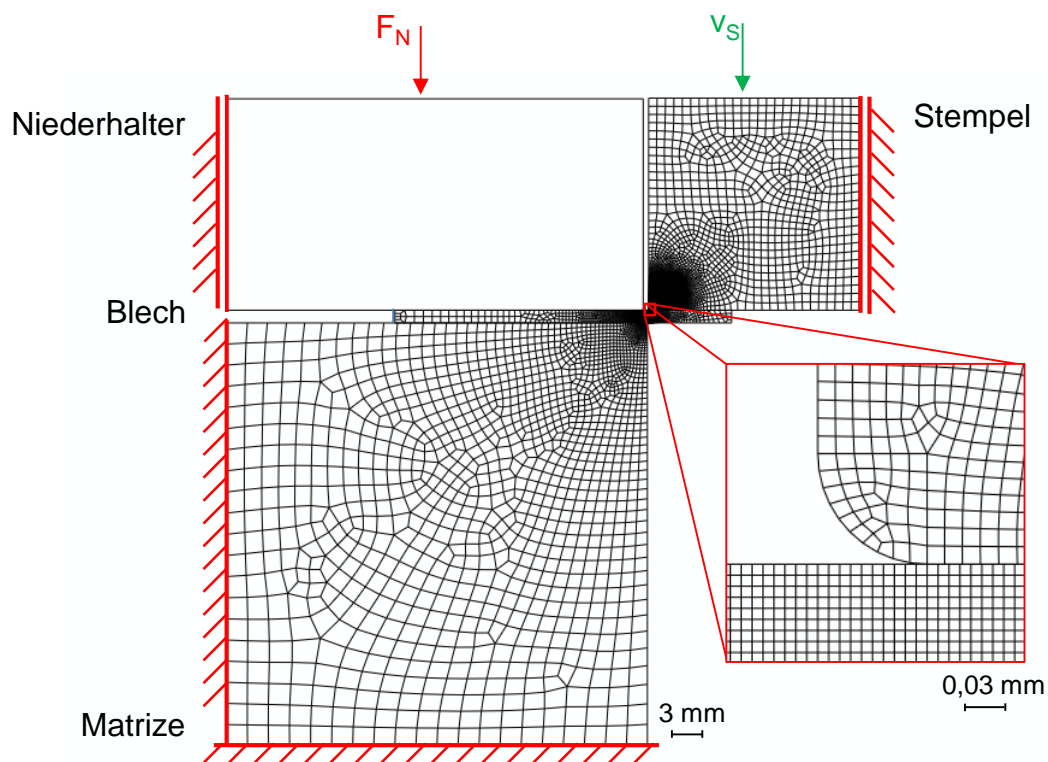 F_N
v_S
Niederhalter
Stempel
Blech
Matrize
3 mm
0,03 mm